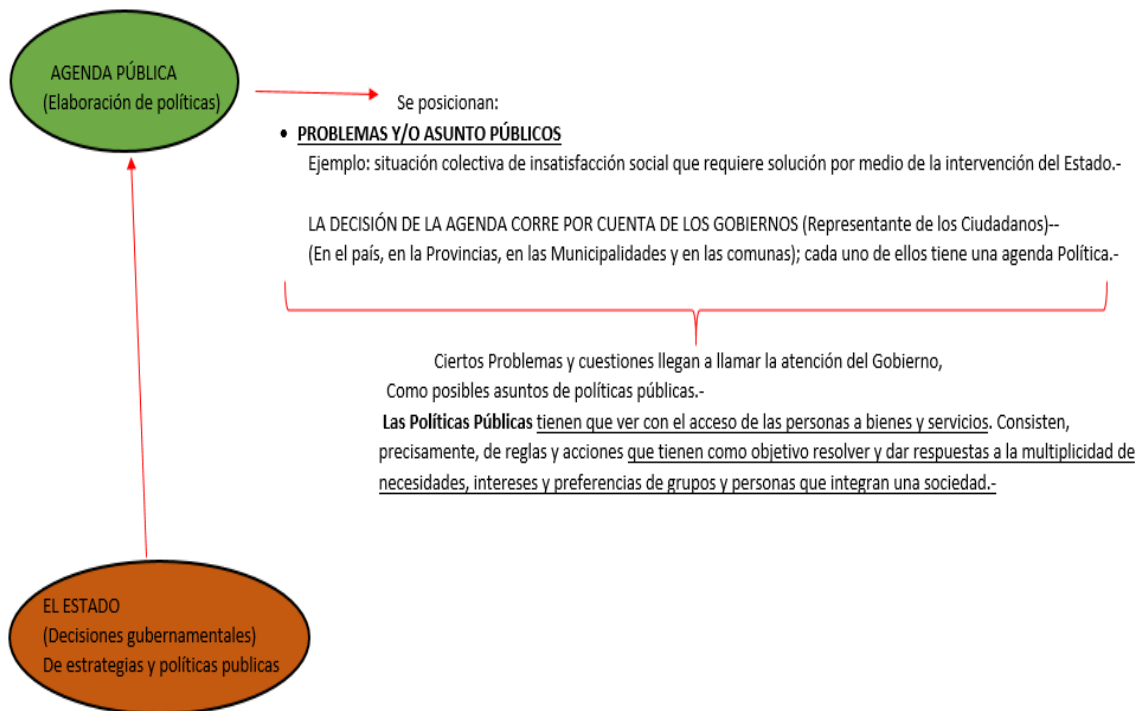 AGENDA PÚBLICA
(Elaboración de políticas)
Se posicionan:
• PROBLEMAS Y/O ASUNTO PÚBLICOS
Ejemplo: situación colectiva de insatisfacción social que requiere solución por medio de la intervención del Estado.-
LA DECISIÓN DE LA AGENDA CORRE POR CUENTA DE LOS GOBIERNOS (Representante de los Ciudadanos)--
(En el país, en la Provincias, en las Municipalidades y en las comunas); cada uno de ellos tiene una agenda Política.-
Ciertos Problemas y cuestiones llegan a llamar la atención del Gobierno,
Como posibles asuntos de políticas públicas.-
Las Políticas Públicas tienen que ver con el acceso de las personas a bienes y servicios. Consisten,
precisamente, de reglas y acciones que tienen como objetivo resolver y dar respuestas a la multiplicidad de
necesidades, intereses y preferencias de grupos y personas que integran una sociedad.-
EL ESTADO
(Decisiones gubernamentales)
De estrategias y políticas publicas